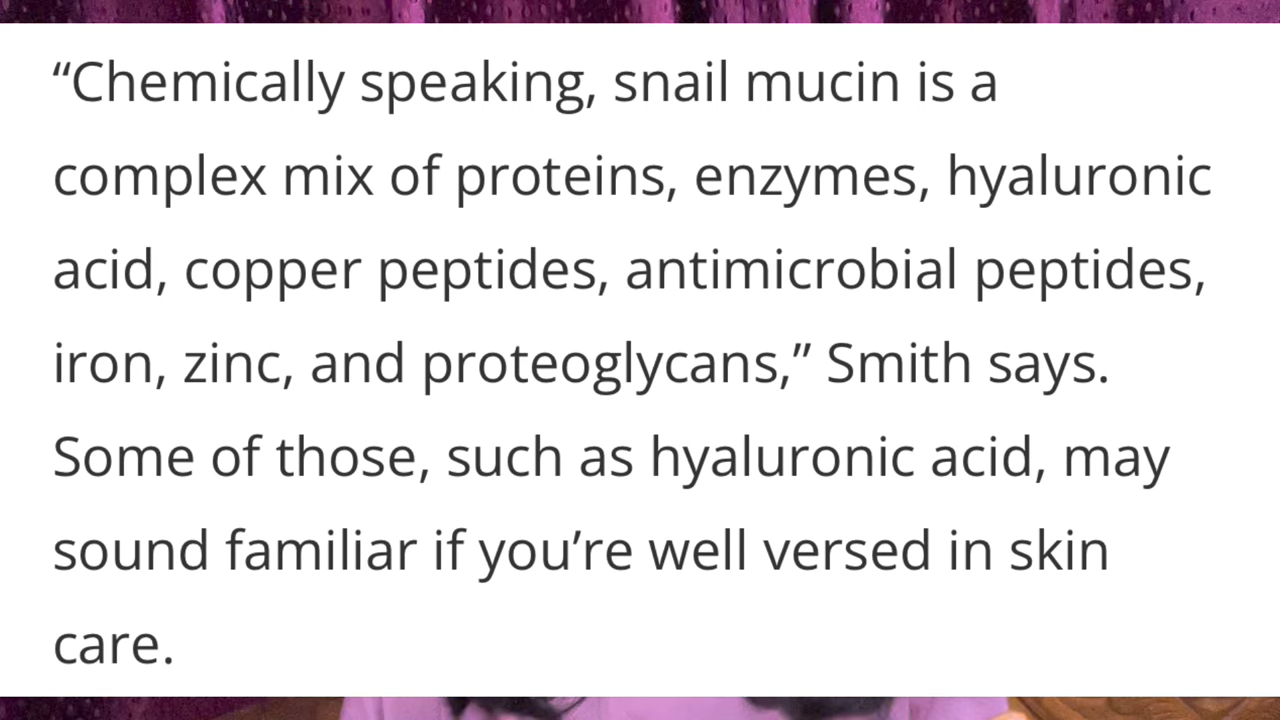 “Chemically speaking, snail mucin is a
complex mix of proteins, enzymes, hyaluronic
acid, copper peptides, antimicrobial peptides,
iron, zinc, and proteoglycans,” Smith says.
Some of those, such as hyaluronic acid, may
sound familiar if you’re well versed in skin
care.